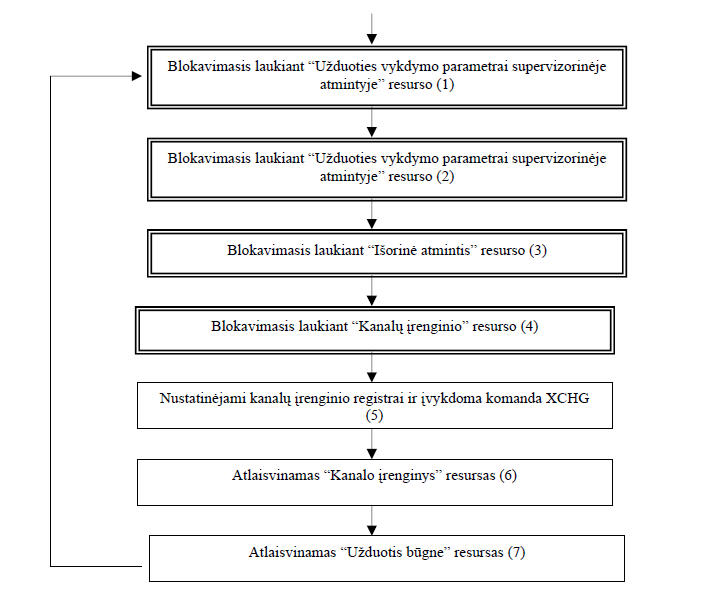 Blokavimasis laukiant “Užduoties vykdymo parametrai supervizorinėje
atmintyje” resurso (1)
Blokavimasis laukiant “Užduoties vykdymo parametrai supervizorinėje
atmintyje” resurso (2)
Blokavimasis laukiant “Išorinė atmintis” resurso (3)
Blokavimasis laukiant “Kanalų įrenginio” resurso (4)
Nustatinėjami kanalų įrenginio registrai ir įvykdoma komanda XCHG
(5)
Atlaisvinamas “Kanalo įrenginys” resursas (6)
Atlaisvinamas “Užduotis būgne” resursas (7)